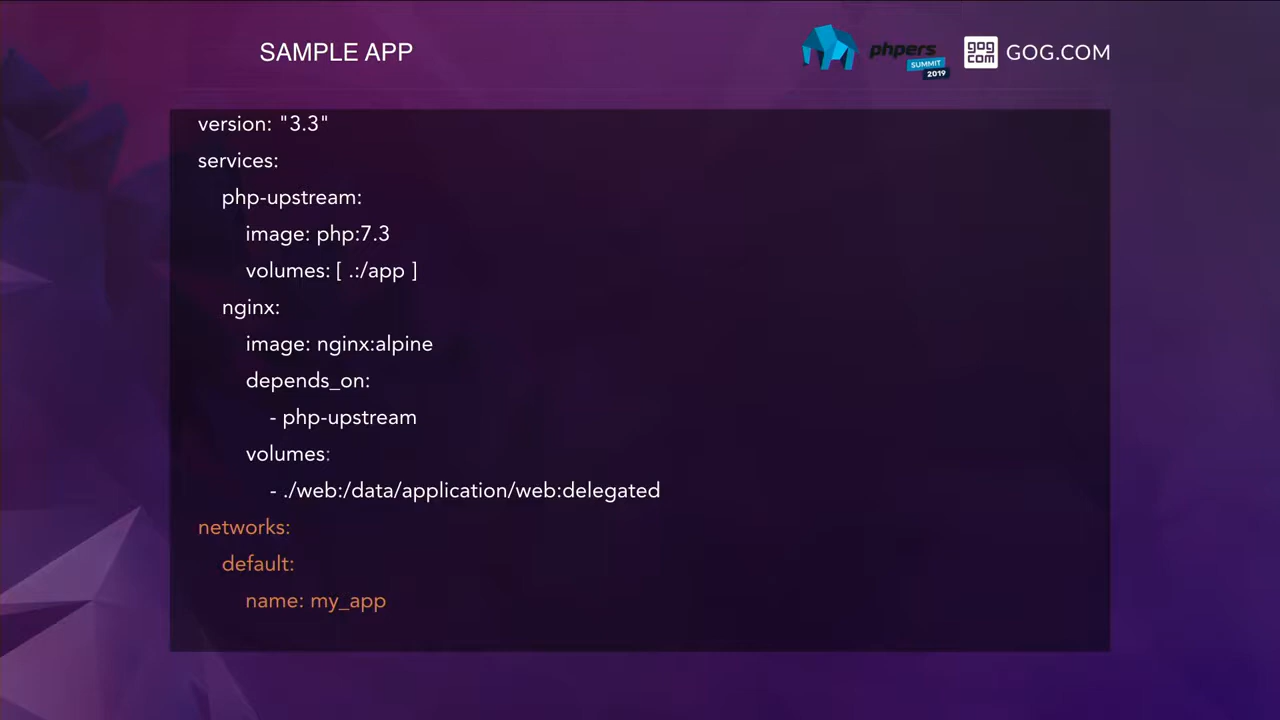 SAMPLE APP
phpers
SUMMIT
2019
gog
com
GOG.COM
version: "3.3"
services:
php-upstream:
image: php:7.3
volumes: [ .:/app ]
nginx:
image: nginx:alpine
depends_on:
- php-upstream
volumes:
- ./web:/data/application/web:delegated
networks:
default:
name: my_app